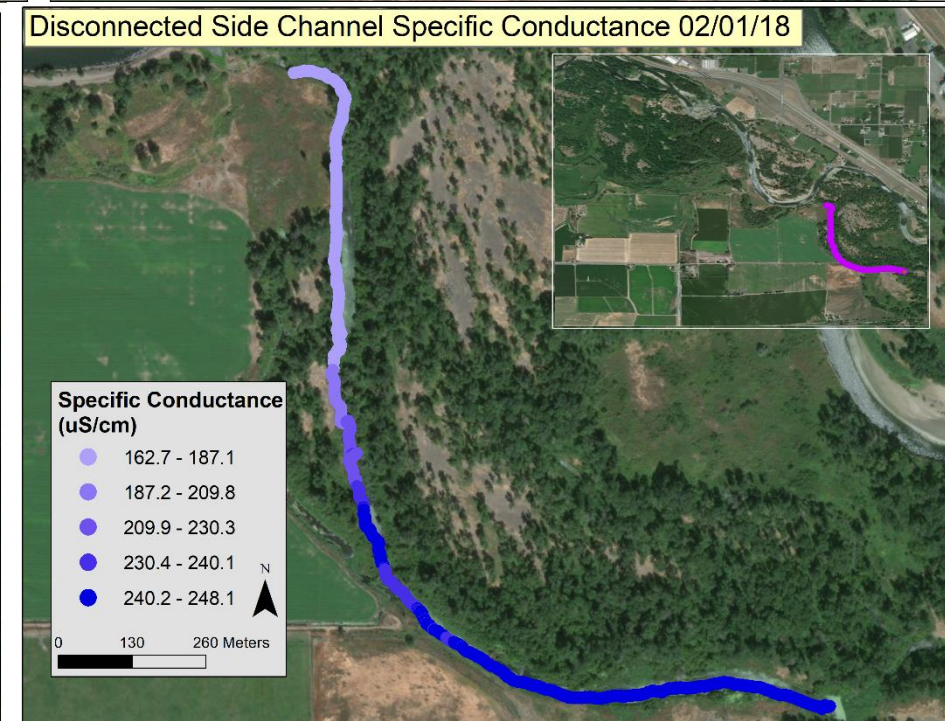 Disconnected Side Channel Specific Conductance 02/01/18
Specific Conductance
(uS/cm)
162.7 - 187.1
187.2 - 209.8
209.9 - 230.3
230.4 - 240.1
240.2 - 248.1
N
0 130 260 Meters